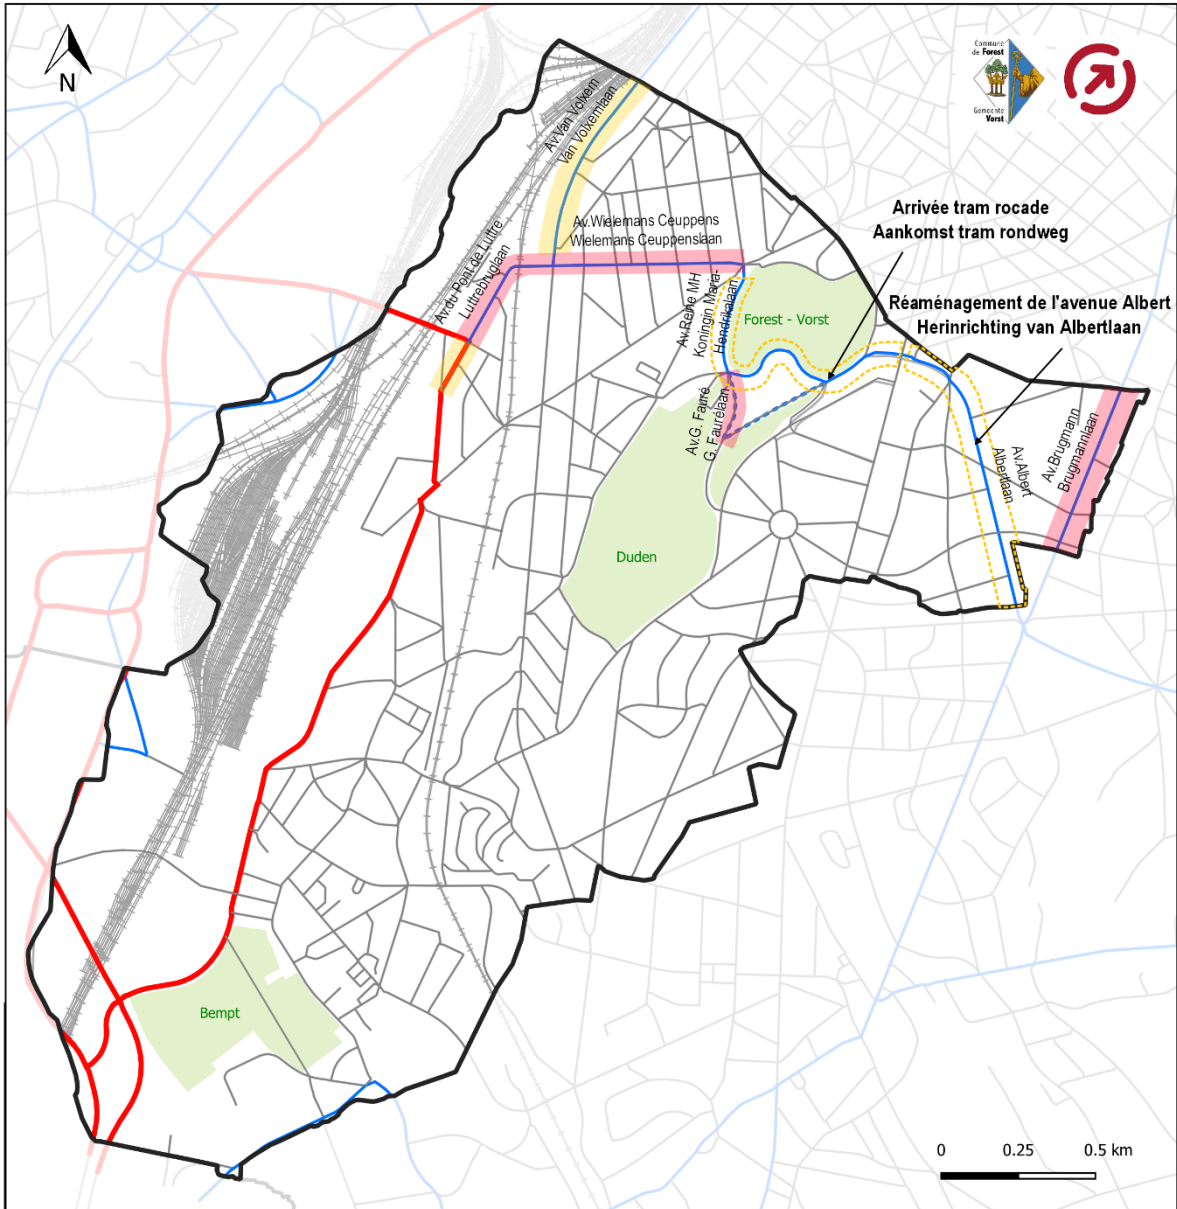 N
Commune
de Forest
Gemeente
Vorst
Av.Van Volxem
Van Volxemlaan
Av.Wielemans Ceuppens
Wielemans Ceuppenslaan
Arrivée tram rocade
Aankomst tram rondweg
Av.du Pont de Luttre
Luttrebruglaan
Av.Reine MH
Koningin Maria-
Hendrikalaan
Forest - Vorst
Réaménagement de l'avenue Albert
Herinrichting van Albertlaan
Av.G. Fauré
G. Faurélaan
Av.Albert
Albertlaan
Av.Brugmann
Brugmannlaan
Duden
Bempt
0 0.25 0.5 km